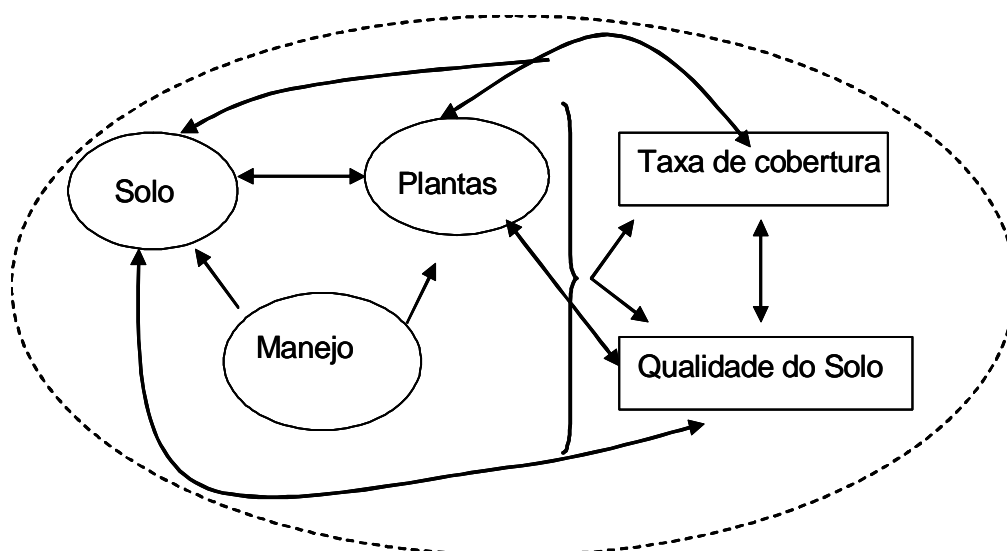 Taxa de cobertura
Solo
Plantas
Manejo
Qualidade do Solo